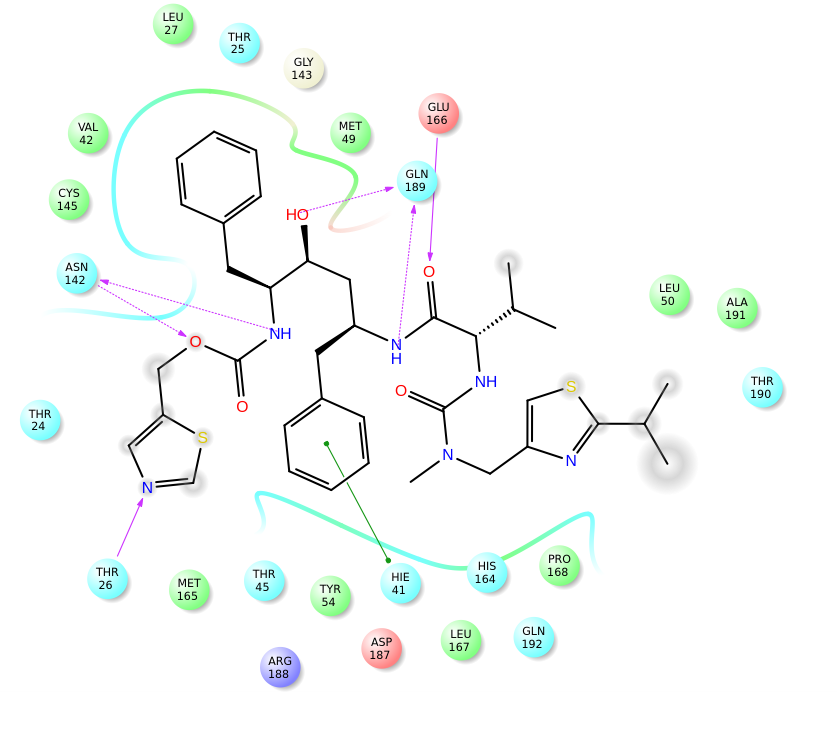 LEU
27
THR
25
GLY
143
GLU
166
VAL
42
MET
49
GLN
189
CYS
145
HO
ASN
142
O
LEU
50
ALA
191
O
NH
N
H
NH
O
S
THR
190
O
THR
24
S
N
N
N
THR
26
MET
165
THR
45
TYR
54
HIE
41
HIS
164
PRO
168
ARG
188
ASP
187
LEU
167
GLN
192